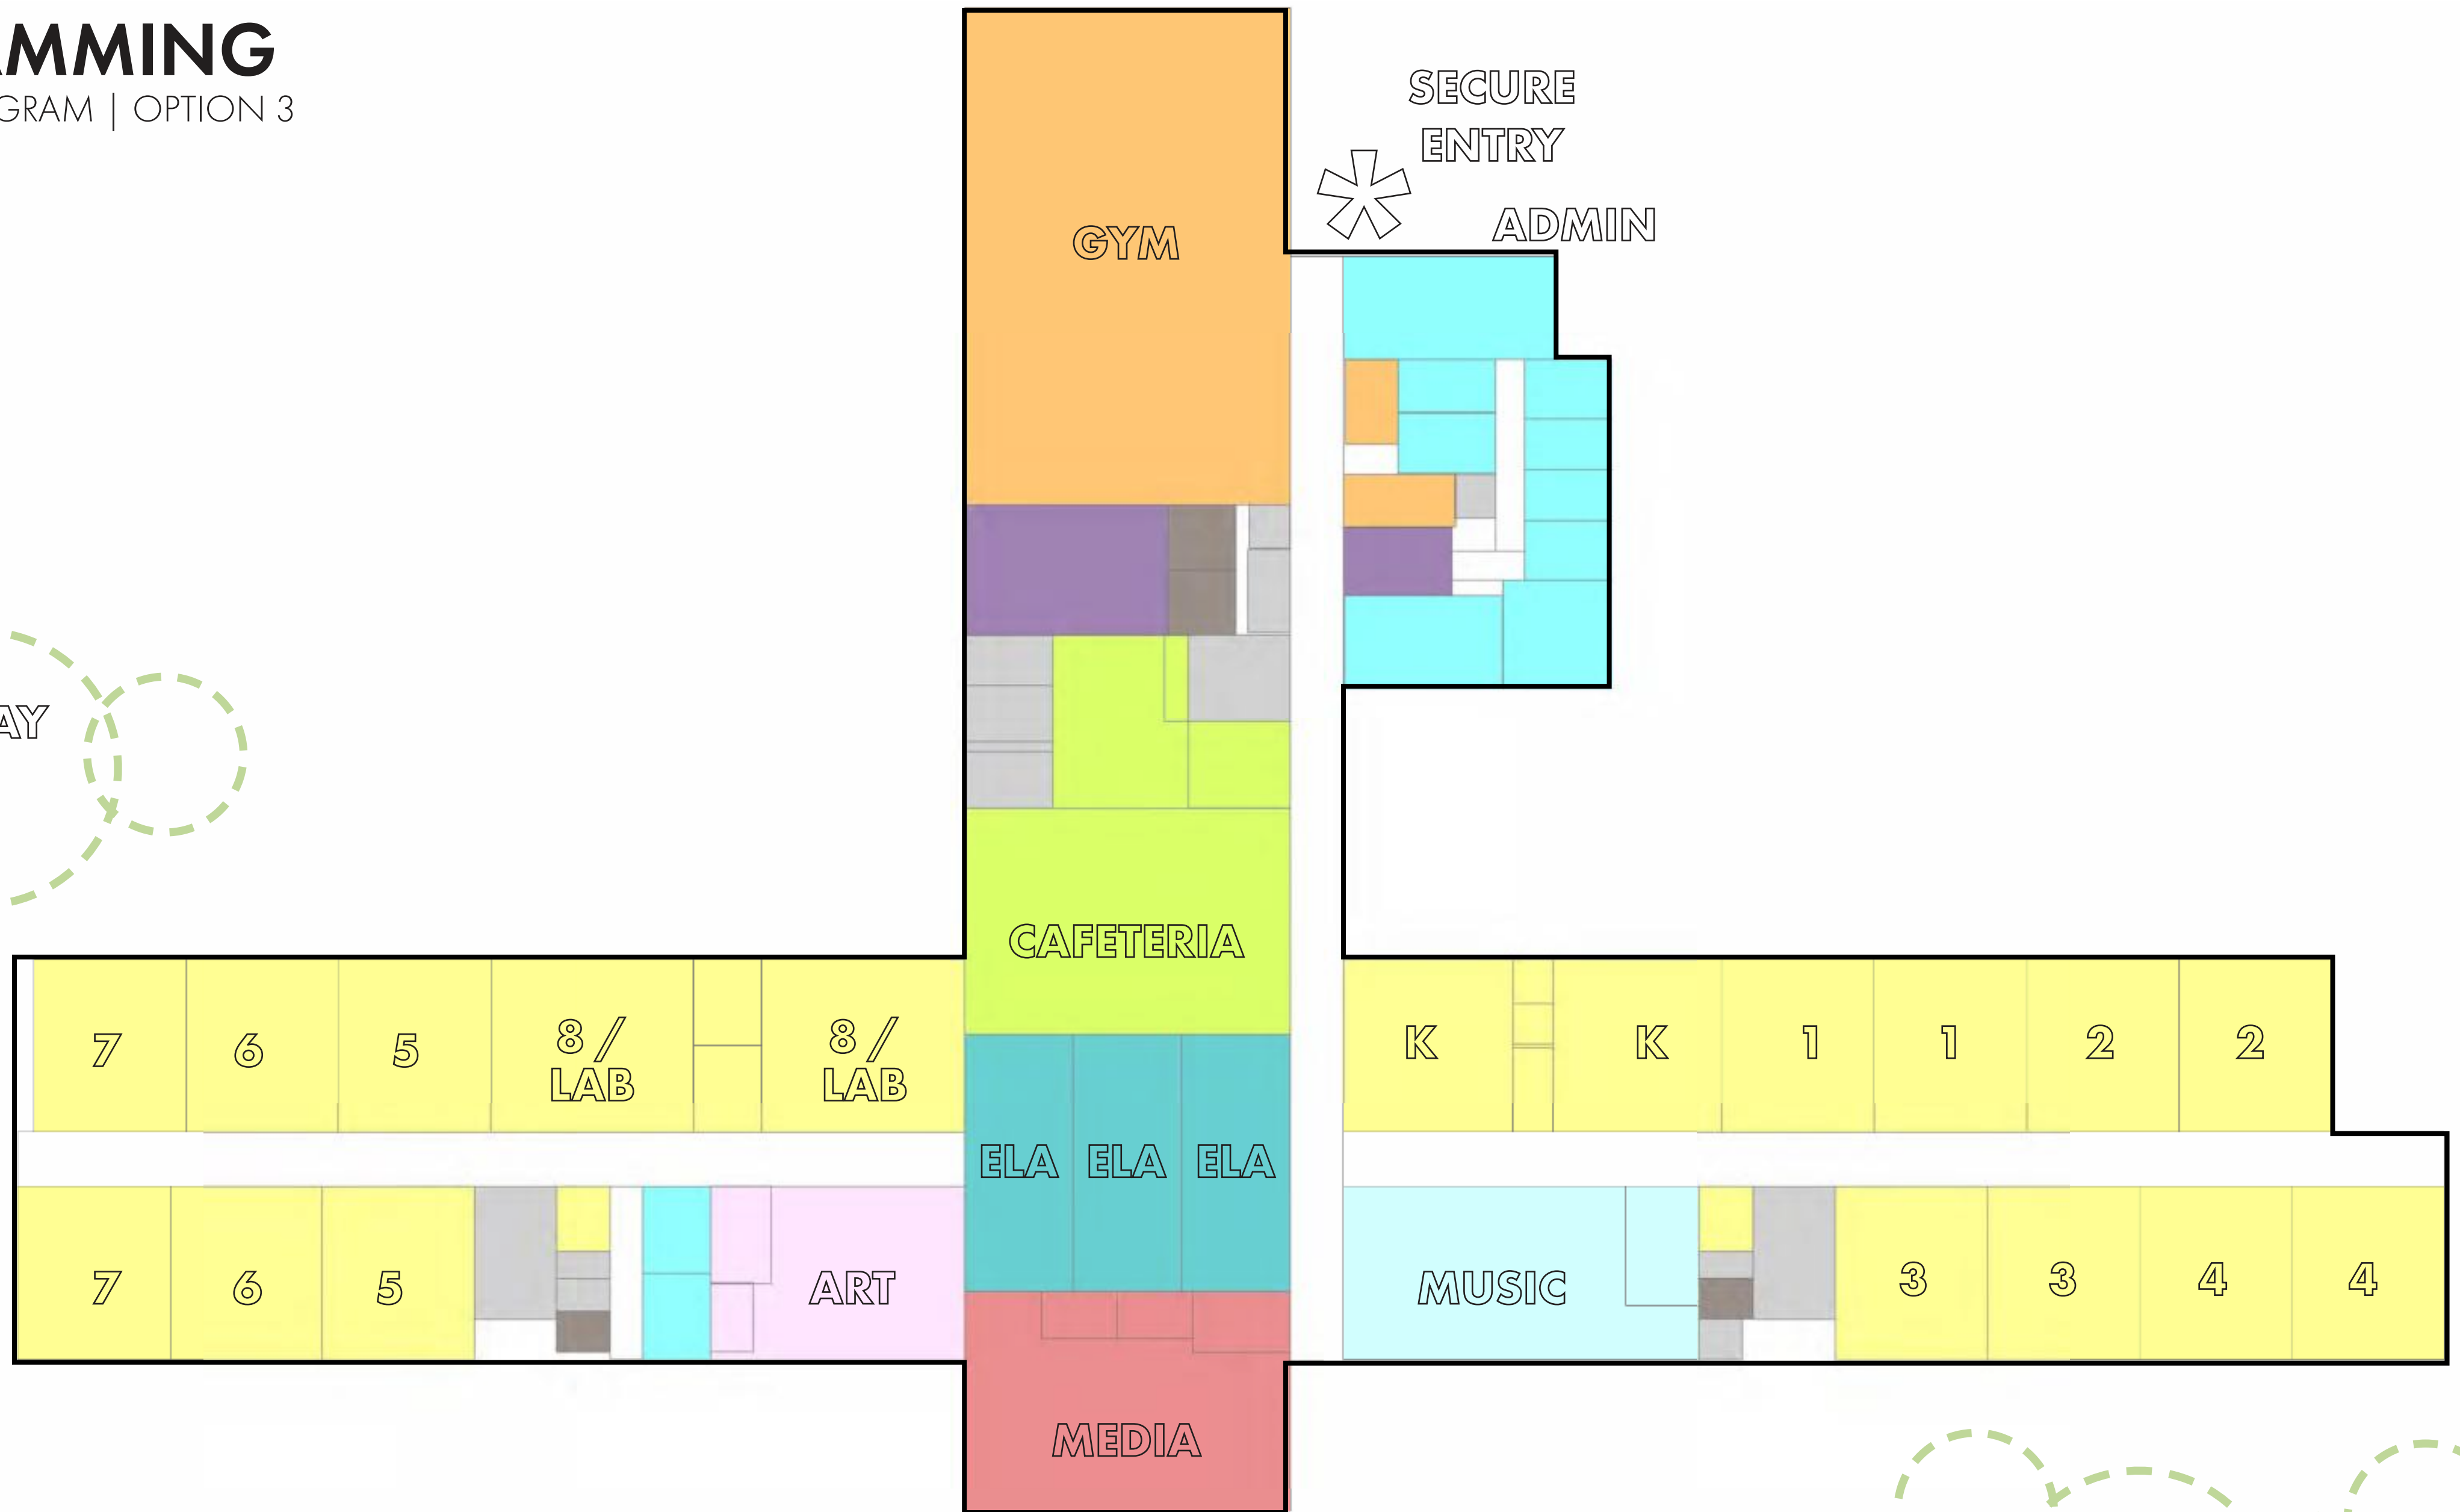 AMMING
GRAM | OPTION 3
SECURE
ENTRY
ADMIN
GYM
AY
CAFETERIA
7
6
5
8 /
LAB
8 /
LAB
K
K
1
1
2
2
ELA
ELA
ELA
7
6
5
ART
MUSIC
3
3
4
4
MEDIA